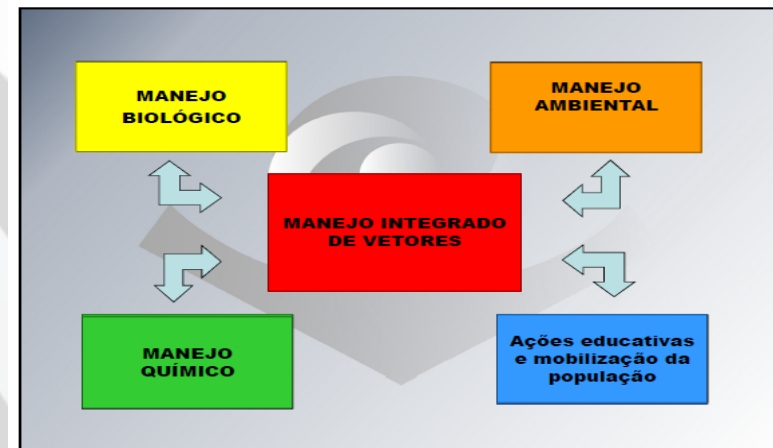 MANEJO
BIOLÓGICO
MANEJO
AMBIENTAL
MANEJO INTEGRADO
DE VETORES
MANEJO
QUÍMICO
Ações educativas
e mobilização da
população